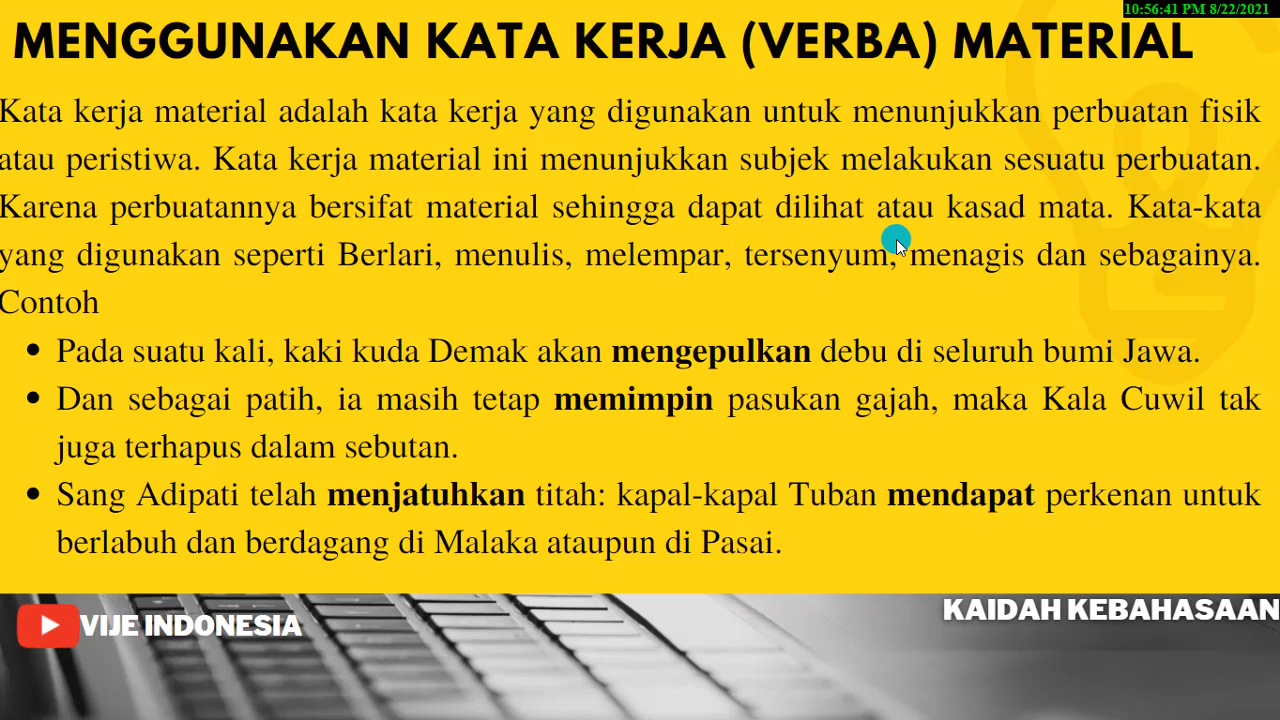 10:56:41 PM 8/22/2021
MENGGUNAKAN KATA KERJA (VERBA) MATERIAL
Kata kerja material adalah kata kerja yang digunakan untuk menunjukkan perbuatan fisik
atau peristiwa. Kata kerja material ini menunjukkan subjek melakukan sesuatu perbuatan.
Karena perbuatannya bersifat material sehingga dapat dilihat atau kasad mata. Kata-kata
yang digunakan seperti Berlari, menulis, melempar, tersenyum, menagis dan sebagainya.
Contoh
• Pada suatu kali, kaki kuda Demak akan mengepulkan debu di seluruh bumi Jawa.
• Dan sebagai patih, ia masih tetap memimpin pasukan gajah, maka Kala Cuwil tak
juga terhapus dalam sebutan.
• Sang Adipati telah menjatuhkan titah: kapal-kapal Tuban mendapat perkenan untuk
berlabuh dan berdagang di Malaka ataupun di Pasai.
VIJE INDONESIA
KAIDAH KEBAHASAAN